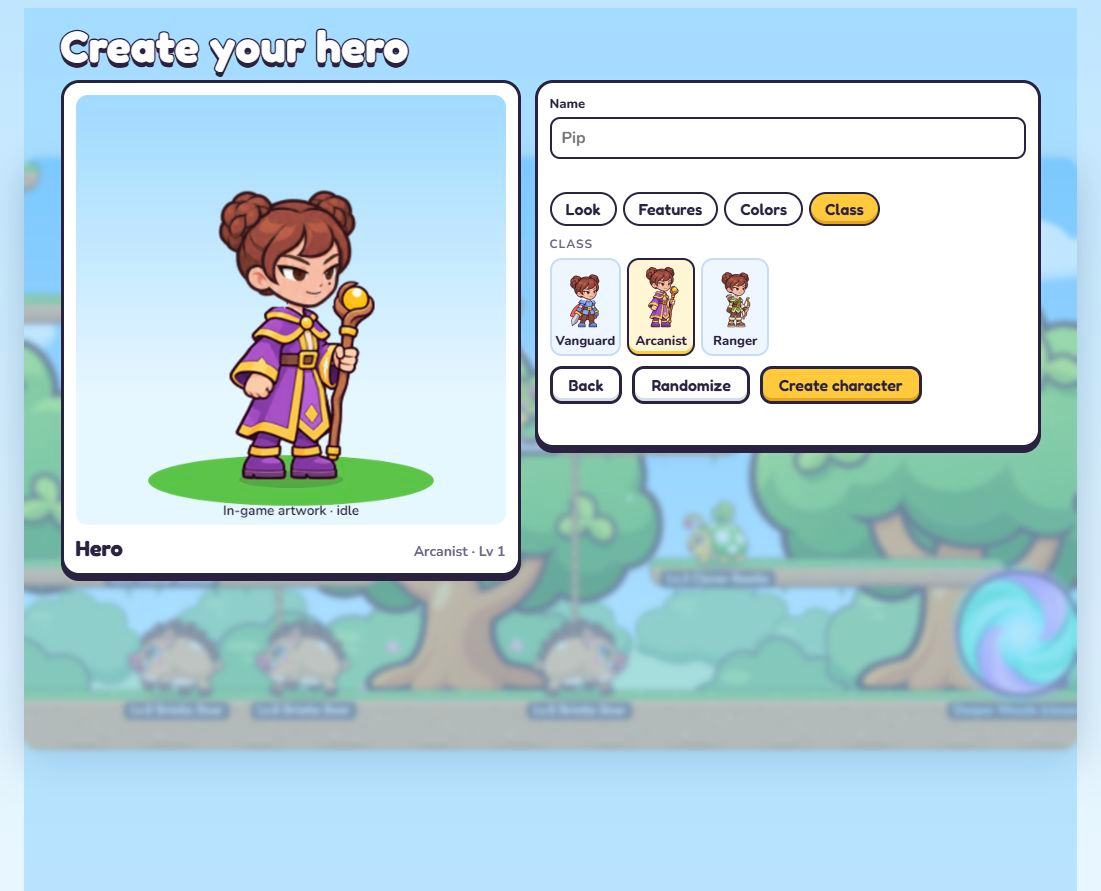 Create your hero
Name
Pip
Look Features Colors Class
CLASS
Vanguard Arcanist Ranger
Back Randomize Create character
In-game artwork · idle
Hero
Arcanist · Lv 1